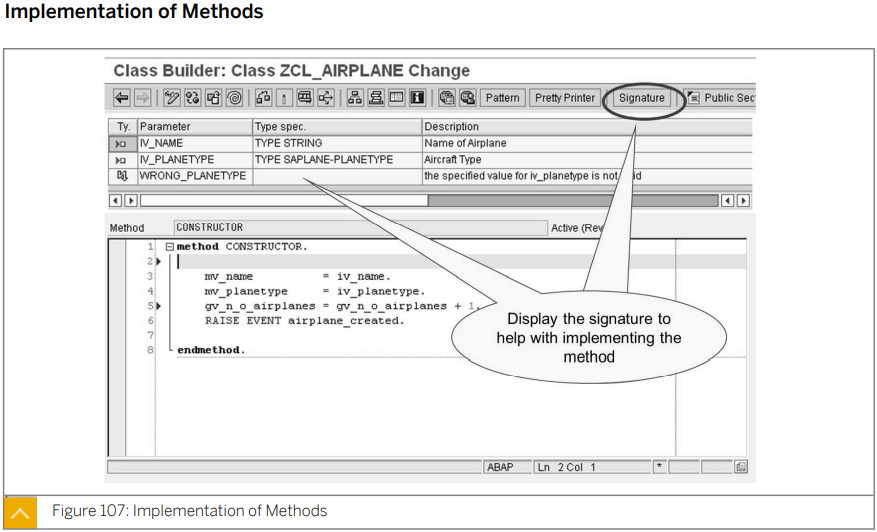 Implementation of Methods
Class Builder: Class ZCL_AIRPLANE Change
Pattern Pretty Printer Signature Public Sec
Ty. Parameter Type spec. Description
IV_NAME TYPE STRING Name of Airplane
IV_PLANETYPE TYPE SAPLANE-PLANETYPE Aircraft Type
WRONG_PLANETYPE the specified value for iv_planetype is not id
Method CONSTRUCTOR Active (Rev
1 method CONSTRUCTOR.
2
3 mv_name = iv_name.
4 mv_planetype = iv_planetype.
5 gv_n_o_airplanes = gv_n_o_airplanes + 1.
6 RAISE EVENT airplane_created.
7
8 endmethod.
Display the signature to
help with implementing the
method
ABAP Ln 2 Col 1 *
Figure 107: Implementation of Methods